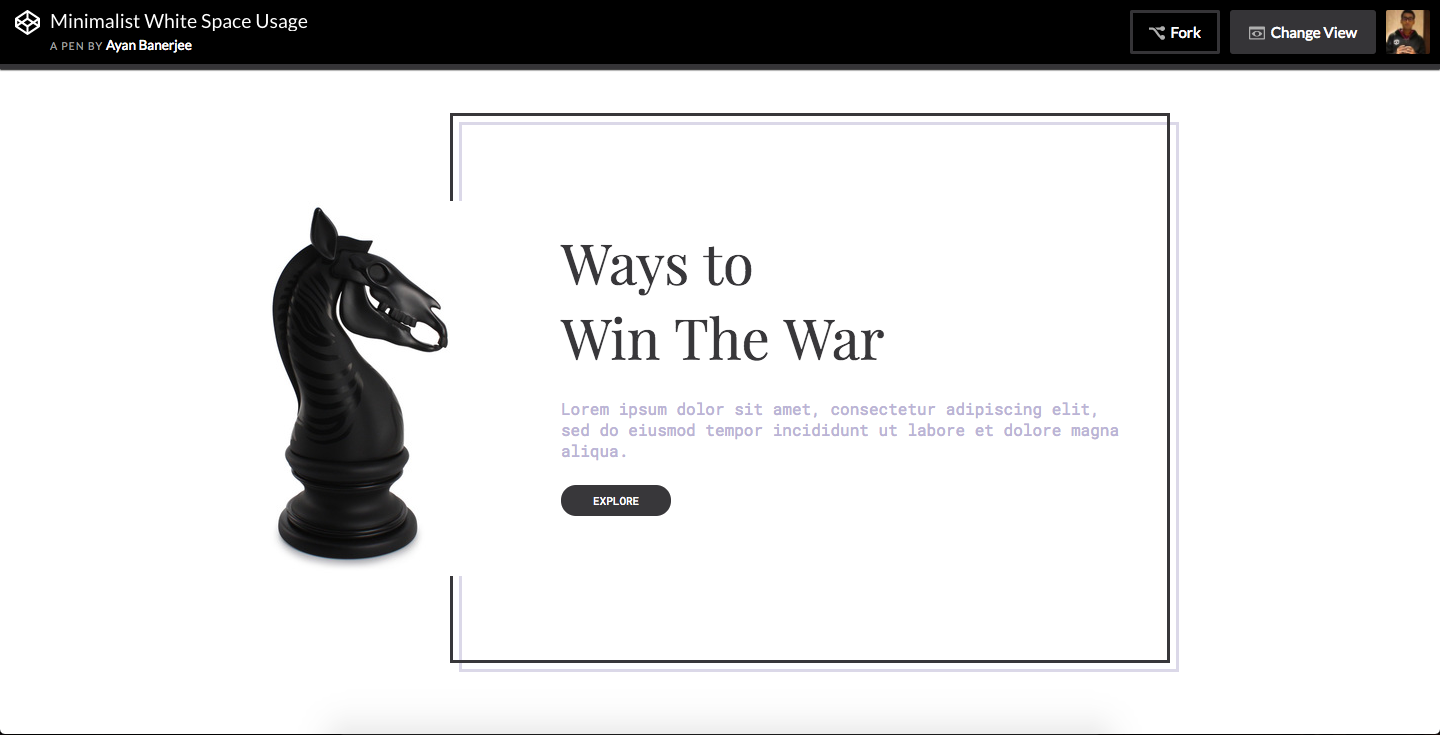 Minimalist White Space Usage
A PEN BY Ayan Banerjee
Fork
Change View
Ways to
Win The War
Lorem ipsum dolor sit amet, consectetur adipiscing elit,
sed do eiusmod tempor incididunt ut labore et dolore magna
aliqua.
EXPLORE